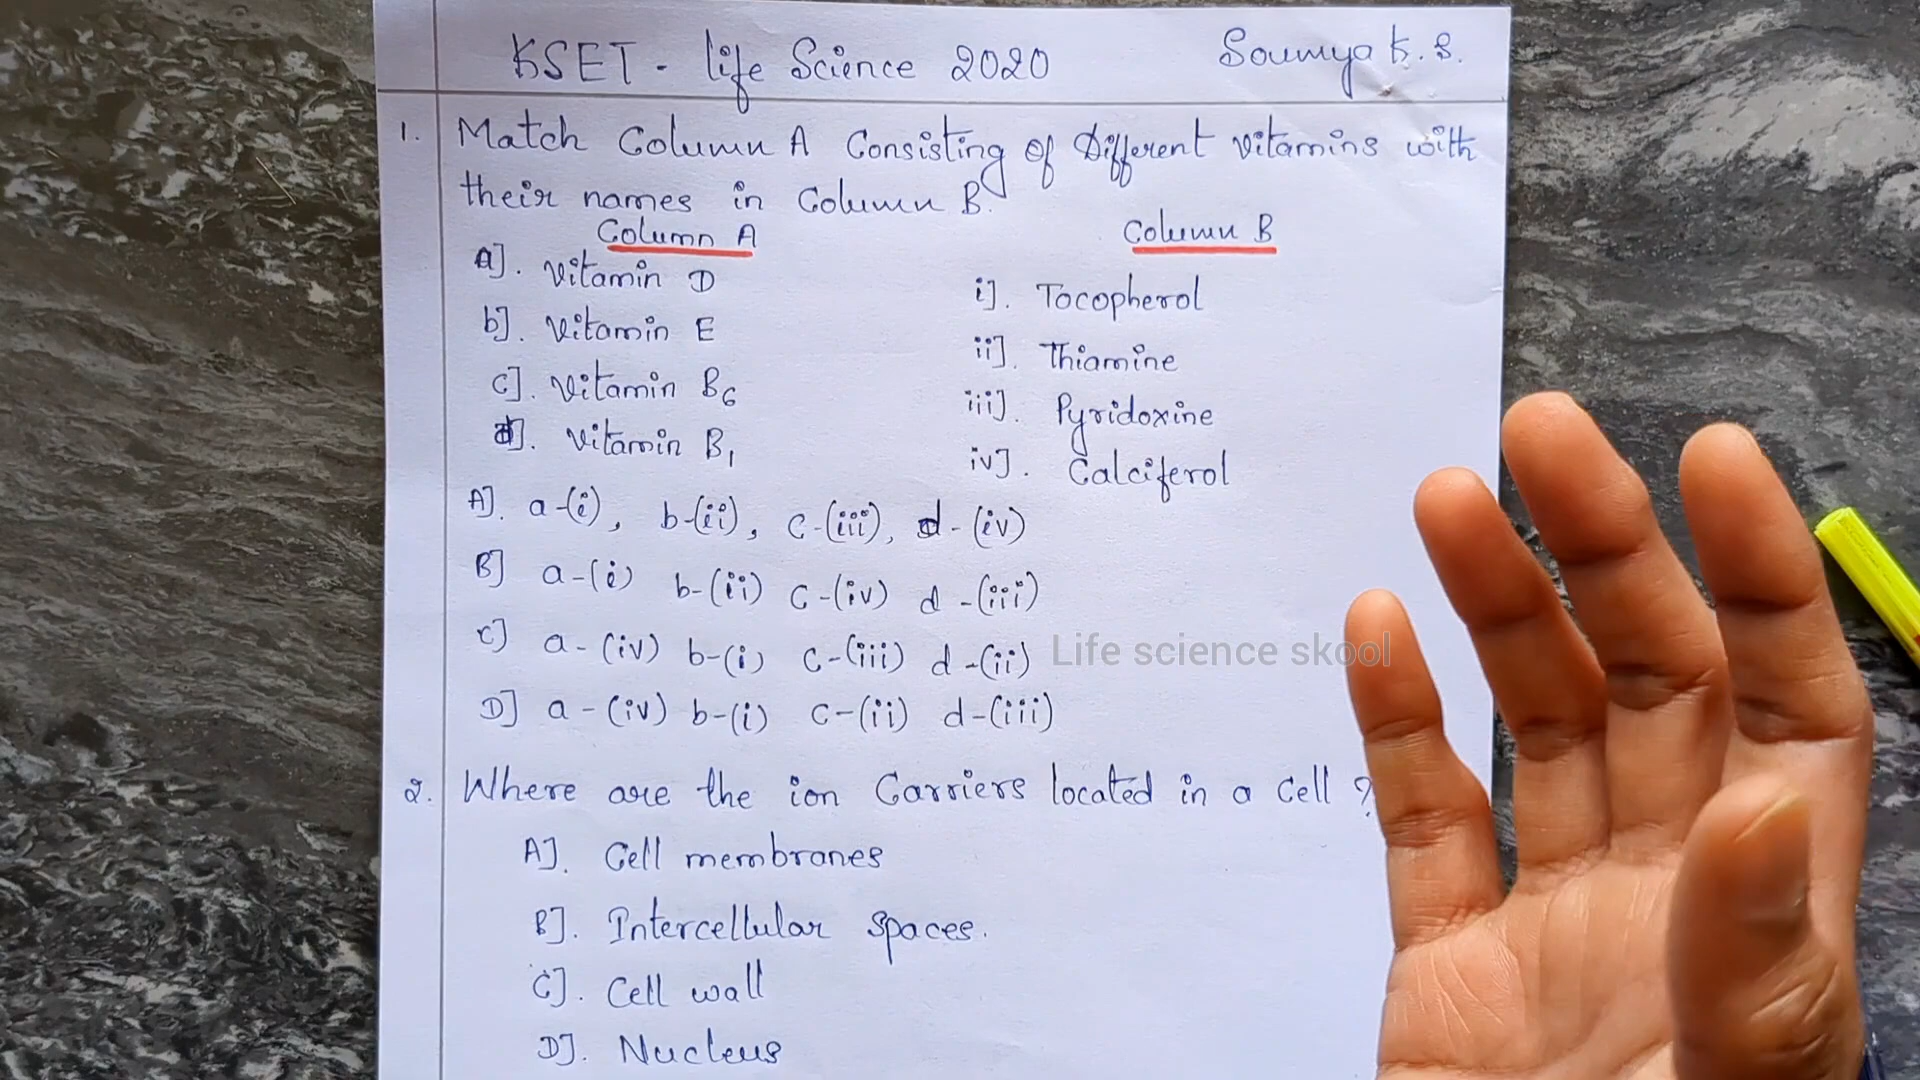 KSET - life Science 2020
Soumya K. S.
1. Match Column A Consisting of Different vitamins with
their names in Column B.
Column A
Column B
a]. Vitamin D
i]. Tocopherol
b]. Vitamin E
ii]. Thiamine
c]. Vitamin B6
iii]. Pyridoxine
d]. Vitamin B1
iv]. Calciferol
A]. a-(i), b-(ii), c-(iii), d-(iv)
B] a-(i) b-(ii) c-(iv) d-(iii)
C] a-(iv) b-(i) c-(iii) d-(ii)
Life science skool
D] a-(iv) b-(i) c-(ii) d-(iii)
2. Where are the ion Carriers located in a cell ?
A]. Cell membranes
B]. Intercellular spaces.
C]. Cell wall
D]. Nucleus